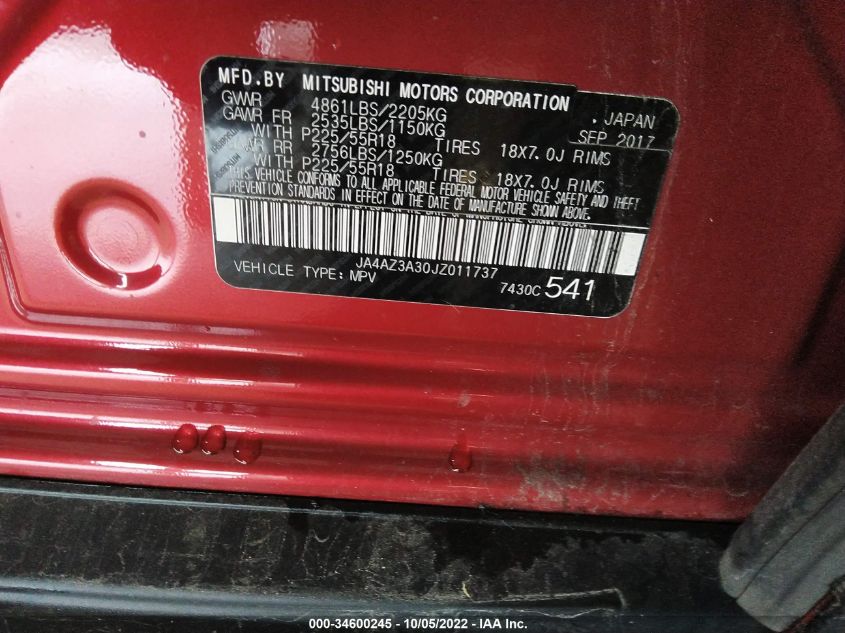 MFD.BY MITSUBISHI MOTORS CORPORATION
. JAPAN
GVWR 4861LBS/2205KG
SEP 2017
GAWR FR 2535LBS/1150KG
WITH P225/55R18 TIRES 18X7.0J RIMS
GAWR RR 2756LBS/1250KG
WITH P225/55R18 TIRES 18X7.0J RIMS
THIS VEHICLE CONFORMS TO ALL APPLICABLE FEDERAL MOTOR VEHICLE SAFETY AND THEFT
PREVENTION STANDARDS IN EFFECT ON THE DATE OF MANUFACTURE SHOWN ABOVE.
JA4AZ3A30JZ011737
VEHICLE TYPE: MPV
7430C 541
000-34600245 - 10/05/2022 - IAA Inc.